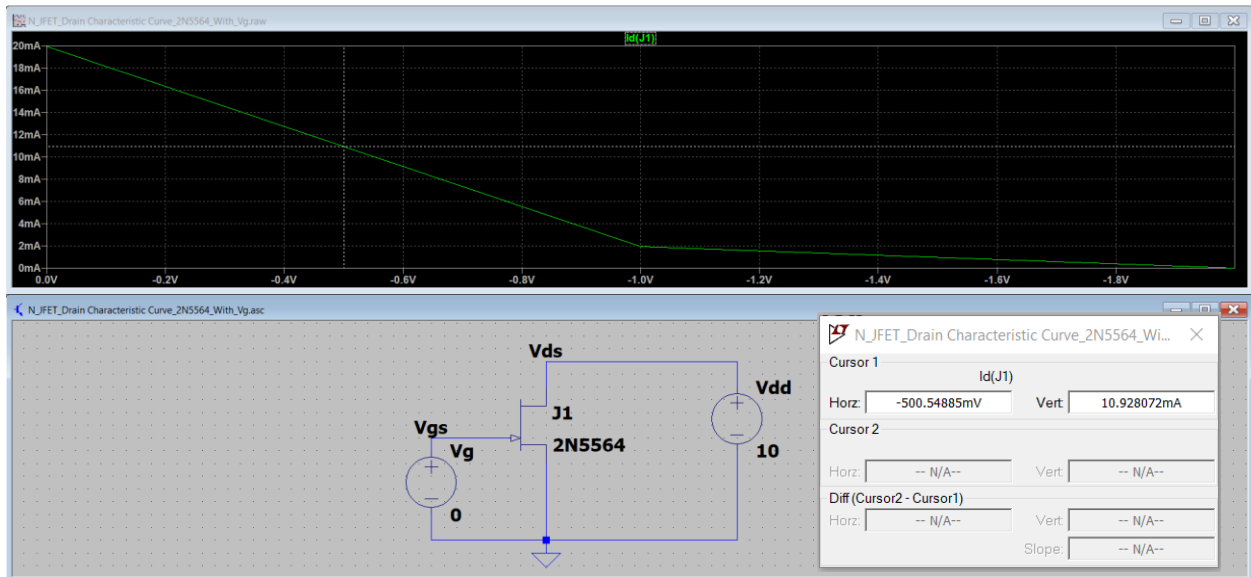 N_JFET_Drain Characteristic Curve_2N5564_With_Vg.raw
Id(J1)
20mA
18mA
16mA
14mA
12mA
10mA
8mA
6mA
4mA
2mA
0mA
0.0V -0.2V -0.4V -0.6V -0.8V -1.0V -1.2V -1.4V -1.6V -1.8V
N_JFET_Drain Characteristic Curve_2N5564_With_Vg.asc
Vds
Vdd
J1
Vgs
Vg
2N5564
10
0
N_JFET_Drain Characteristic Curve_2N5564_Wi...
Cursor 1
Id(J1)
Horz: -500.54885mV Vert: 10.928072mA
Cursor 2
Horz: -- N/A-- Vert: -- N/A--
Diff (Cursor2 - Cursor1)
Horz: -- N/A-- Vert: -- N/A--
Slope: -- N/A--